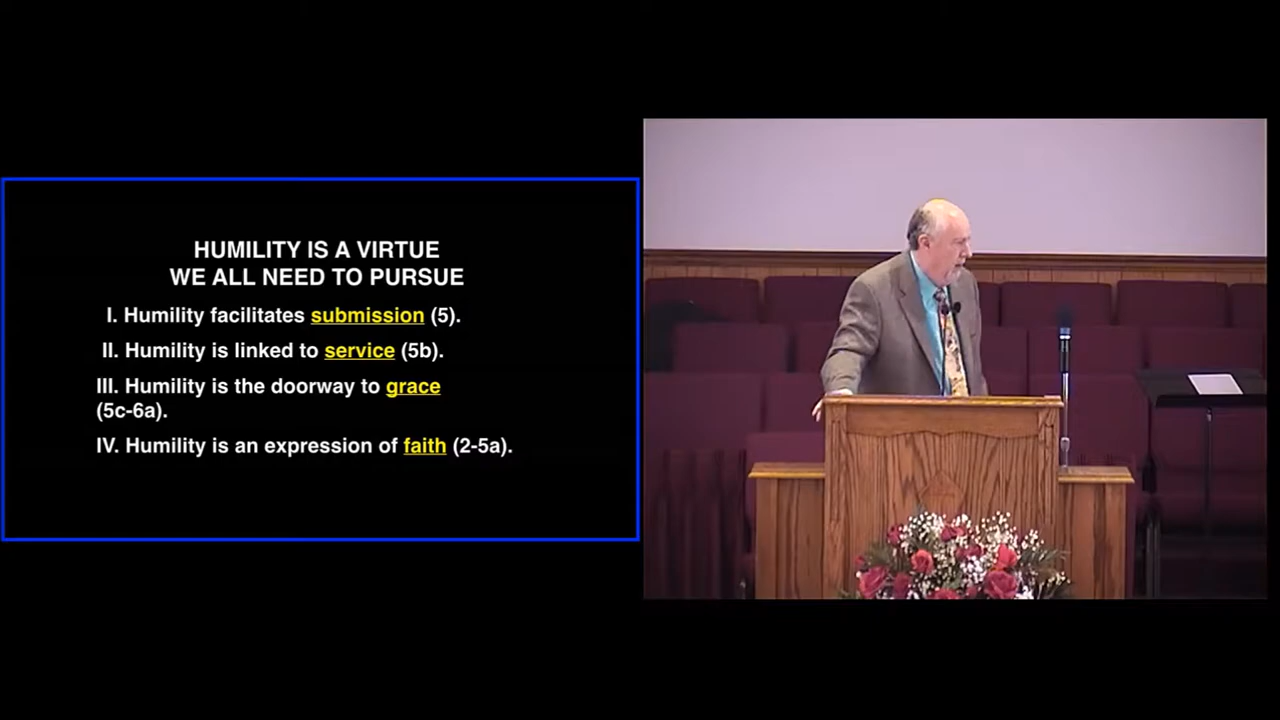 HUMILITY IS A VIRTUE
WE ALL NEED TO PURSUE
I. Humility facilitates submission (5).
II. Humility is linked to service (5b).
III. Humility is the doorway to grace
(5c-6a).
IV. Humility is an expression of faith (2-5a).